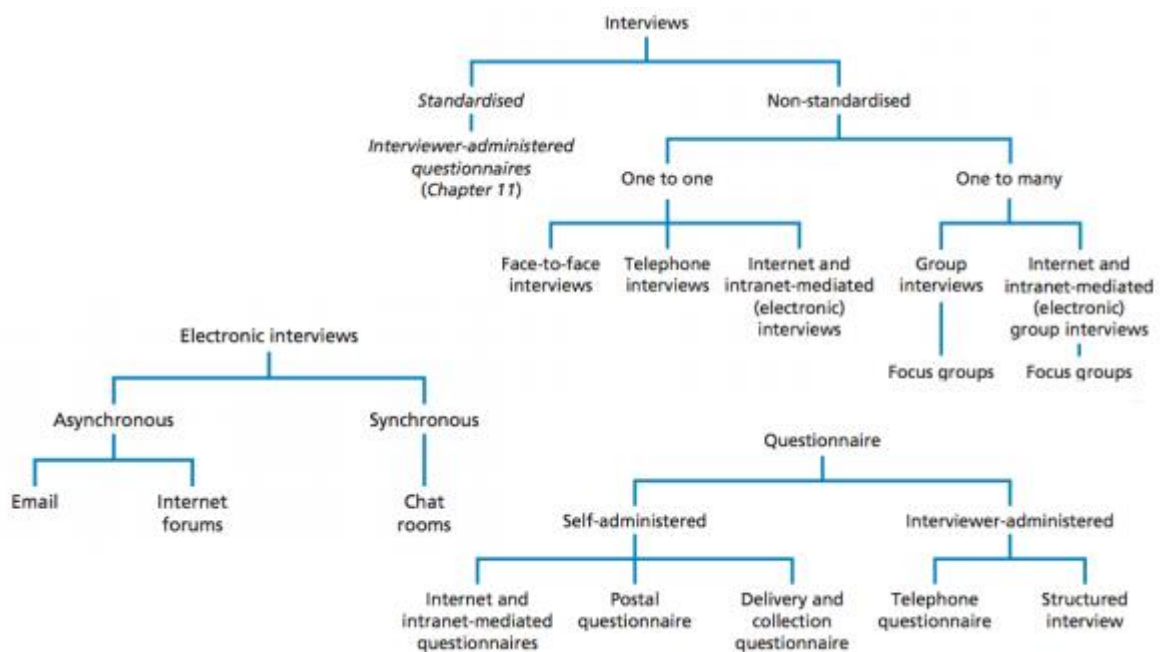 Interviews
Standardised
Non-standardised
Interviewer-administered
questionnaires
(Chapter 11)
One to one
One to many
Face-to-face
interviews
Telephone
interviews
Internet and
intranet-mediated
(electronic)
interviews
Group
interviews
Internet and
intranet-mediated
(electronic)
group interviews
Focus groups
Focus groups
Electronic interviews
Asynchronous
Synchronous
Email
Internet
forums
Chat
rooms
Questionnaire
Self-administered
Interviewer-administered
Internet and
intranet-mediated
questionnaires
Postal
questionnaire
Delivery and
collection
questionnaire
Telephone
questionnaire
Structured
interview